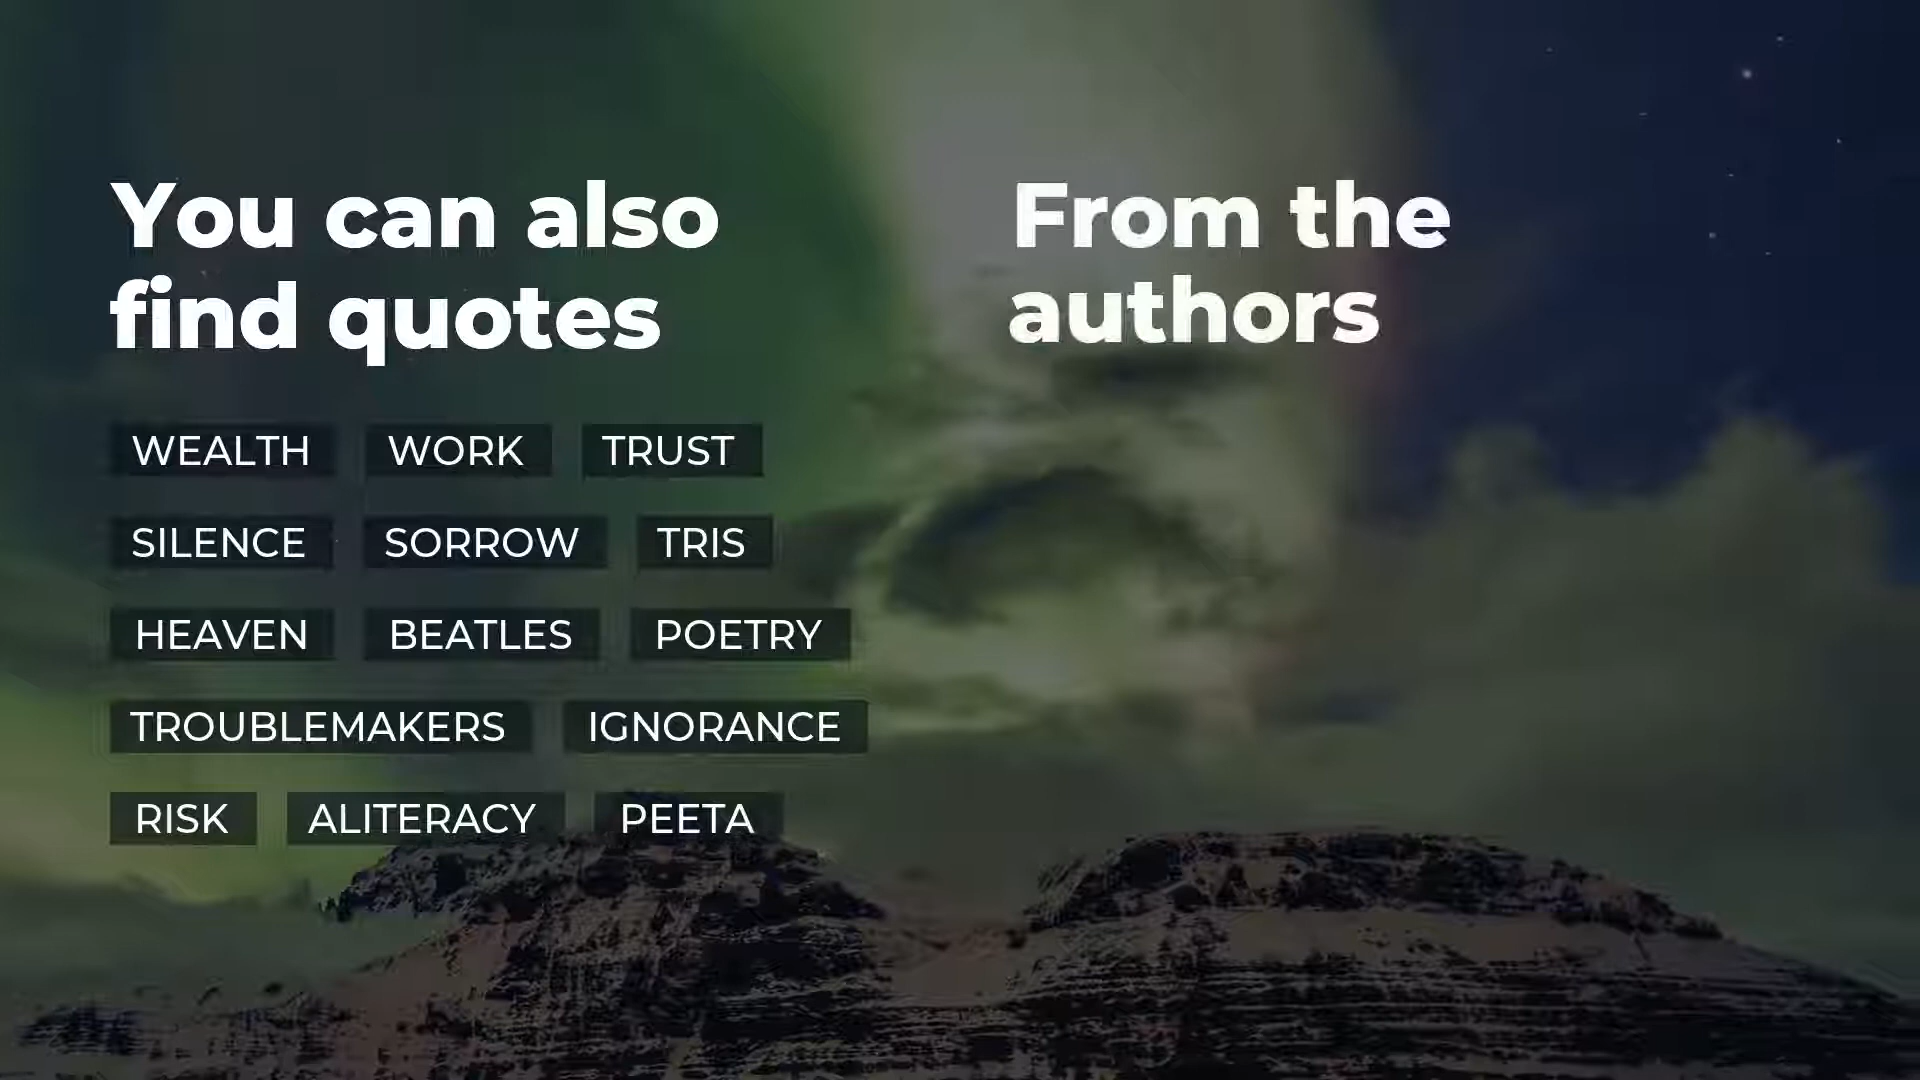 You can also
find quotes
WEALTH WORK TRUST
SILENCE SORROW TRIS
HEAVEN BEATLES POETRY
TROUBLEMAKERS IGNORANCE
RISK ALITERACY PEETA
From the
authors